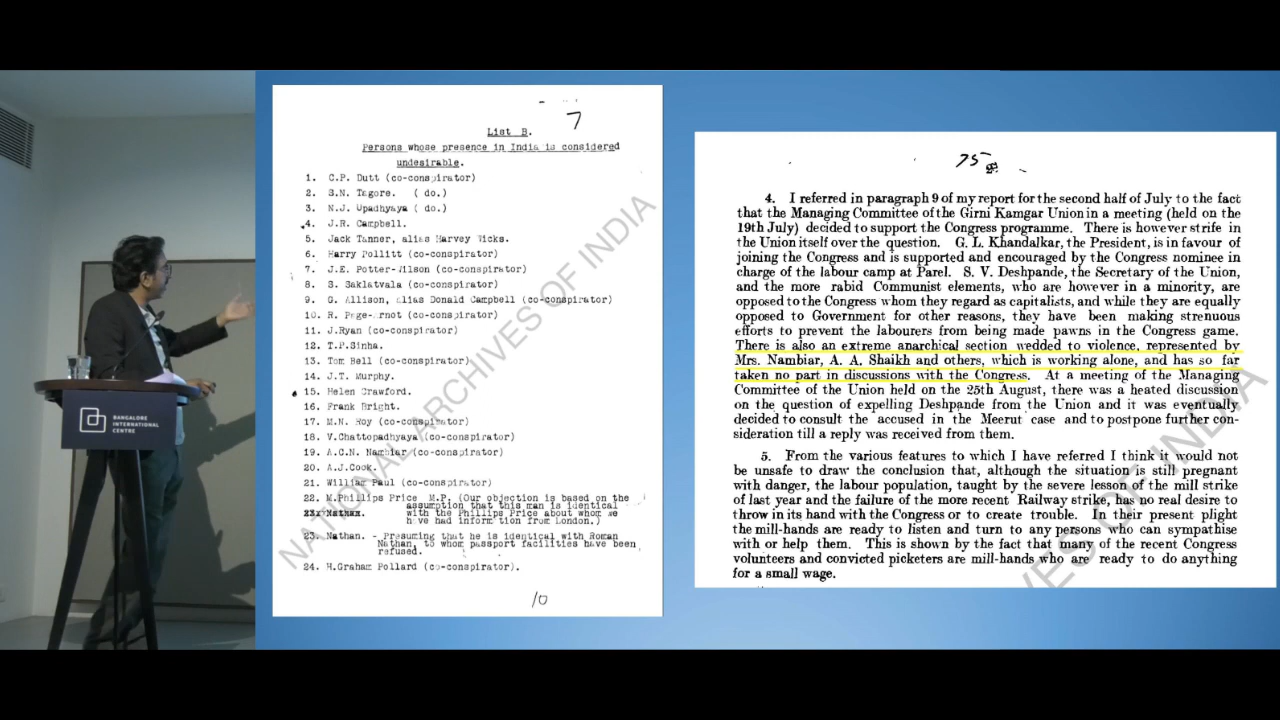 BANGALORE
INTERNATIONAL
CENTRE
7
List B.
Persons whose presence in India is considered
undesirable.
1. C.P. Dutt (co-conspirator)
2. S.N. Tagore. ( do.)
3. N.J. Upadhyaya ( do.)
4. J.R. Campbell.
5. Jack Tanner, alias Harvey Wicks.
6. Harry Pollitt (co-conspirator)
7. J.E. Potter-Wilson (co-conspirator)
8. S. Saklatvala (co-conspirator)
9. G. Allison, alias Donald Campbell (co-conspirator)
10. R. Page-Arnot (co-conspirator)
11. J.Ryan (co-conspirator)
12. T.P.Sinha.
13. Tom Bell (co-conspirator)
14. J.T. Murphy.
15. Helen Crawford.
16. Frank Bright.
17. M.N. Roy (co-conspirator)
18. V.Chattopadhyaya (co-conspirator)
19. A.C.N. Nambiar (co-conspirator)
20. A.J.Cook.
21. William Paul (co-conspirator)
22. M.Phillips Price M.P. (Our objection is based on the
assumption that this man is identical
with the Phillips Price about whom we
have had information from London.)
23. Nathan.
23. Nathan. - Presuming that he is identical with Roman
Nathan, to whom passport facilities have been
refused.
24. H.Graham Pollard (co-conspirator).
10
NATIONAL ARCHIVES OF INDIA
75
4. I referred in paragraph 9 of my report for the second half of July to the fact
that the Managing Committee of the Girni Kamgar Union in a meeting (held on the
19th July) decided to support the Congress programme. There is however strife in
the Union itself over the question. G. L. Khandalkar, the President, is in favour of
joining the Congress and is supported and encouraged by the Congress nominee in
charge of the labour camp at Parel. S. V. Deshpande, the Secretary of the Union,
and the more rabid Communist elements, who are however in a minority, are
opposed to the Congress whom they regard as capitalists, and while they are equally
opposed to Government for other reasons, they have been making strenuous
efforts to prevent the labourers from being made pawns in the Congress game.
There is also an extreme anarchical section wedded to violence, represented by
Mrs. Nambiar, A. A. Shaikh and others, which is working alone, and has so far
taken no part in discussions with the Congress. At a meeting of the Managing
Committee of the Union held on the 25th August, there was a heated discussion
on the question of expelling Deshpande from the Union and it was eventually
decided to consult the accused in the Meerut case and to postpone further con-
sideration till a reply was received from them.
5. From the various features to which I have referred I think it would not
be unsafe to draw the conclusion that, although the situation is still pregnant
with danger, the labour population, taught by the severe lesson of the mill strike
of last year and the failure of the more recent Railway strike, has no real desire to
throw in its hand with the Congress or to create trouble. In their present plight
the mill-hands are ready to listen and turn to any persons who can sympathise
with or help them. This is shown by the fact that many of the recent Congress
volunteers and convicted picketers are mill-hands who are ready to do anything
for a small wage.
VES OF INDIA